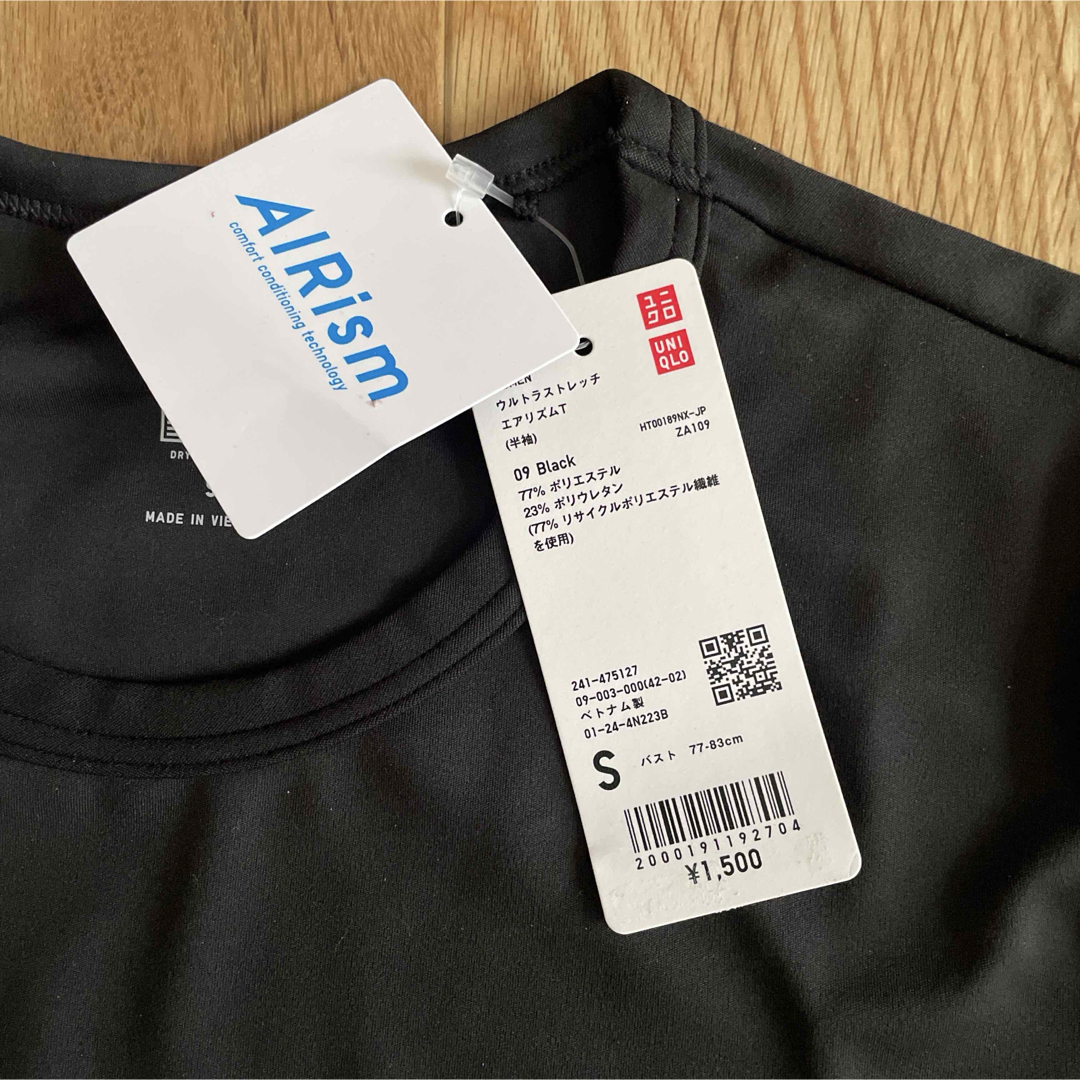 AIRism
comfort conditioning technology
DRY
MADE IN VIE
ユニ
クロ
UNI
QLO
ウルトラストレッチ
エアリズムT
(半袖)
HT00189NX-JP
ZA109
09 Black
77% ポリエステル
23% ポリウレタン
(77% リサイクルポリエステル繊維
を使用)
241-475127
09-003-000(42-02)
ベトナム製
01-24-4N223B
S バスト 77-83cm
2000191192704
¥1,500